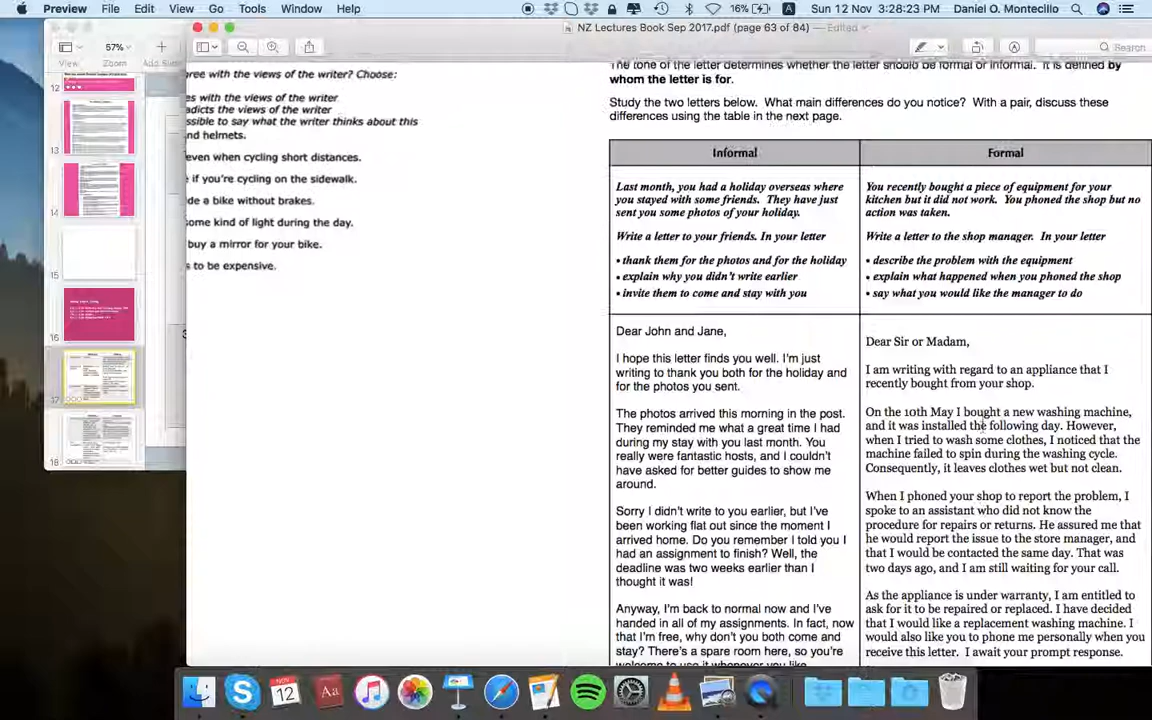 Preview File Edit View Go Tools Window Help
16% Sun 12 Nov 3:28:23 PM Daniel O. Montecillo
NZ Lectures Book Sep 2017.pdf (page 63 of 84) — Edited
57%
View Zoom Add Slide
Search
12
13
14
15
16
17
18
ree with the views of the writer? Choose:
es with the views of the writer
adicts the views of the writer
ssible to say what the writer thinks about this
nd helmets.
even when cycling short distances.
if you're cycling on the sidewalk.
de a bike without brakes.
ome kind of light during the day.
buy a mirror for your bike.
s to be expensive.
The tone of the letter determines whether the letter should be formal or informal. It is defined by
whom the letter is for.
Study the two letters below. What main differences do you notice? With a pair, discuss these
differences using the table in the next page.
Informal
Last month, you had a holiday overseas where
you stayed with some friends. They have just
sent you some photos of your holiday.
Write a letter to your friends. In your letter
• thank them for the photos and for the holiday
• explain why you didn't write earlier
• invite them to come and stay with you
Dear John and Jane,
I hope this letter finds you well. I'm just
writing to thank you both for the holiday and
for the photos you sent.
The photos arrived this morning in the post.
They reminded me what a great time I had
during my stay with you last month. You
really were fantastic hosts, and I couldn't
have asked for better guides to show me
around.
Sorry I didn't write to you earlier, but I've
been working flat out since the moment I
arrived home. Do you remember I told you I
had an assignment to finish? Well, the
deadline was two weeks earlier than I
thought it was!
Anyway, I'm back to normal now and I've
handed in all of my assignments. In fact, now
that I'm free, why don't you both come and
stay? There's a spare room here, so you're
welcome to use it whenever you like.
Formal
You recently bought a piece of equipment for your
kitchen but it did not work. You phoned the shop but no
action was taken.
Write a letter to the shop manager. In your letter
• describe the problem with the equipment
• explain what happened when you phoned the shop
• say what you would like the manager to do
Dear Sir or Madam,
I am writing with regard to an appliance that I
recently bought from your shop.
On the 10th May I bought a new washing machine,
and it was installed the following day. However,
when I tried to wash some clothes, I noticed that the
machine failed to spin during the washing cycle.
Consequently, it leaves clothes wet but not clean.
When I phoned your shop to report the problem, I
spoke to an assistant who did not know the
procedure for repairs or returns. He assured me that
he would report the issue to the store manager, and
that I would be contacted the same day. That was
two days ago, and I am still waiting for your call.
As the appliance is under warranty, I am entitled to
ask for it to be repaired or replaced. I have decided
that I would like a replacement washing machine. I
would also like you to phone me personally when you
receive this letter. I await your prompt response.
NOV
12
Aa